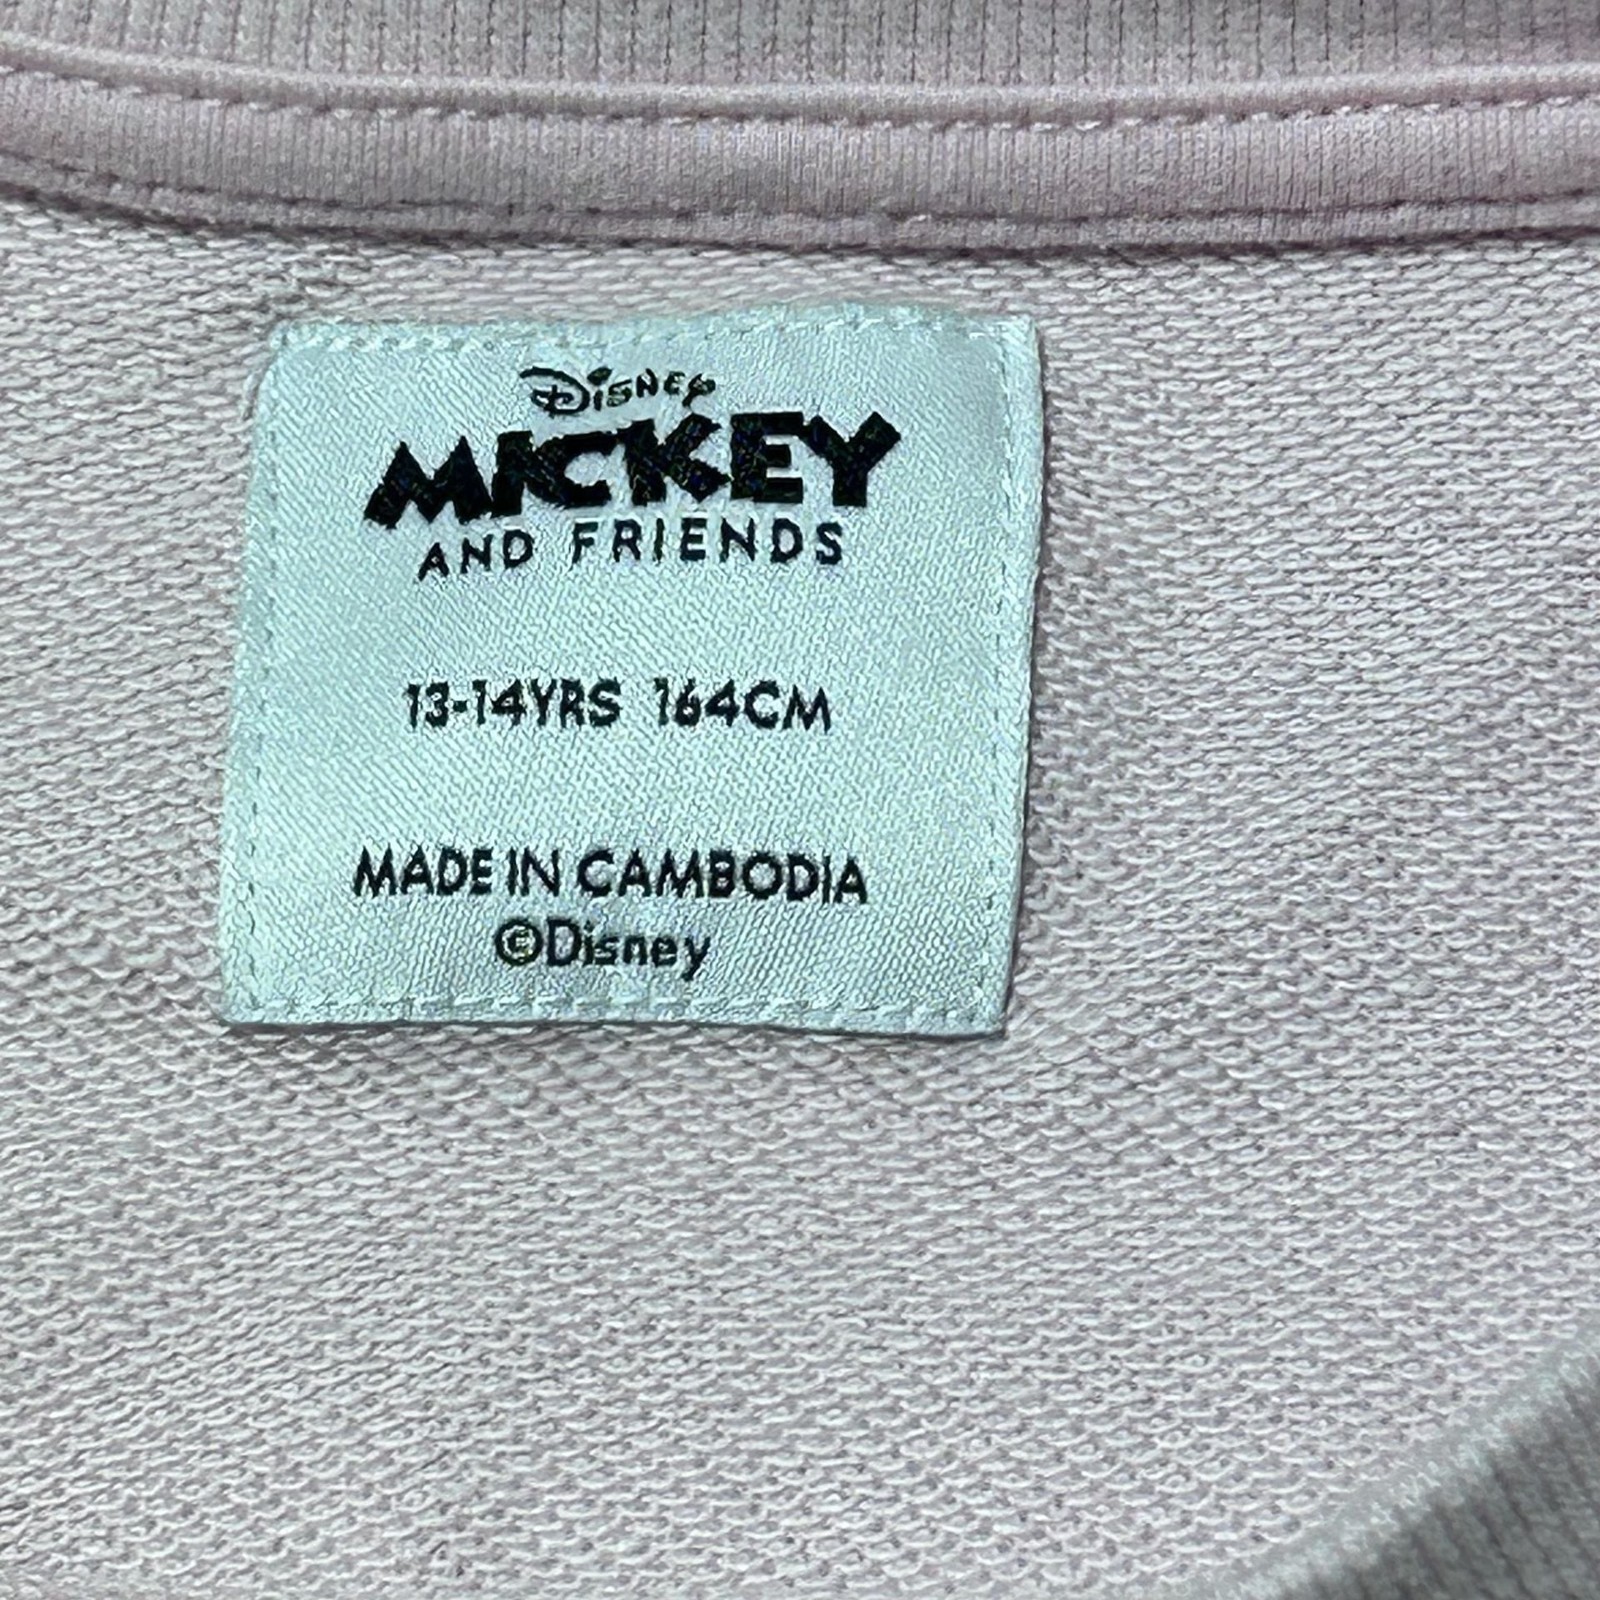 Disney
MICKEY
AND FRIENDS
13-14YRS 164CM
MADE IN CAMBODIA
©Disney